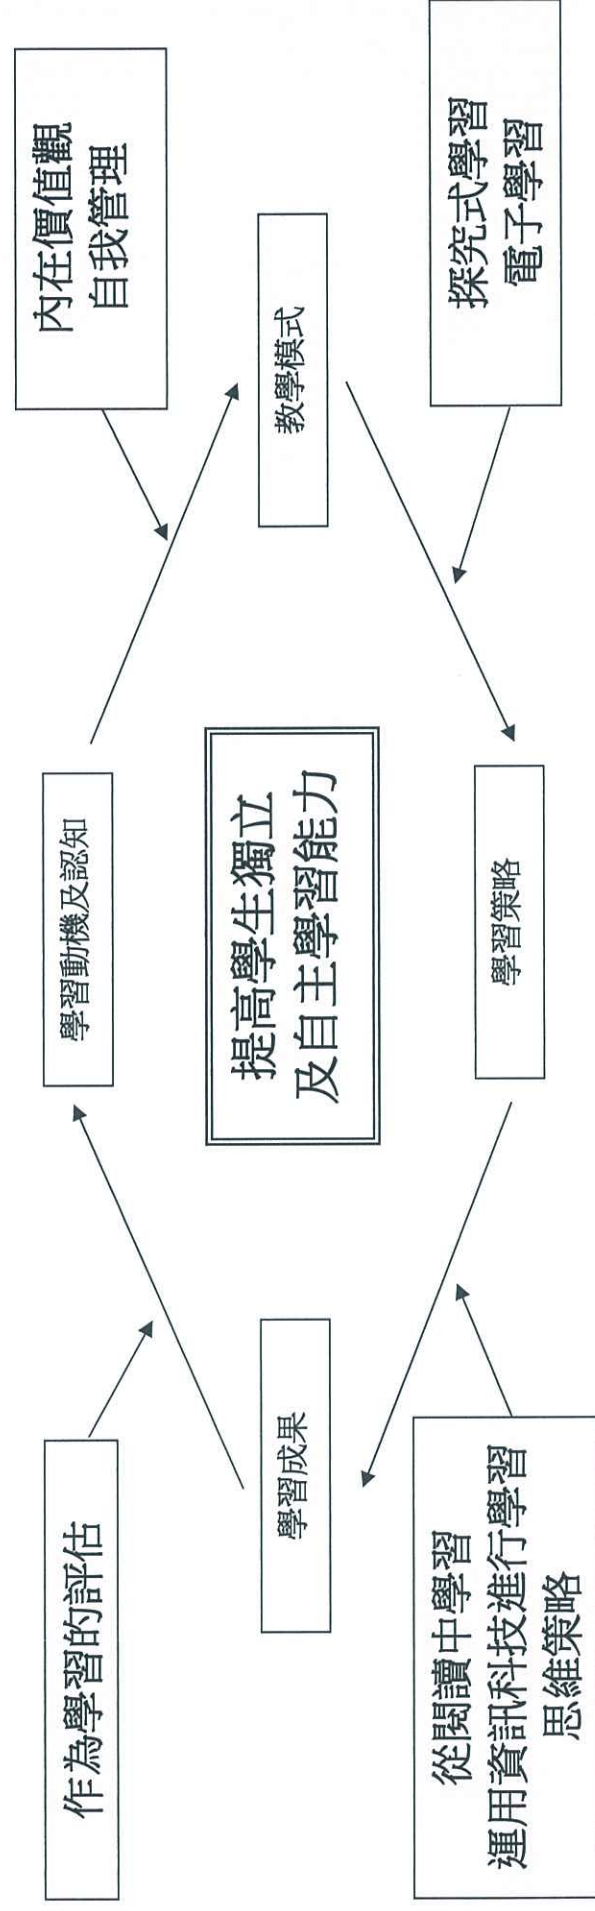 作為學習的評估
學習動機及認知
內在價值觀
自我管理
學習成果
提高學生獨立
及自主學習能力
教學模式
從閱讀中學習
運用資訊科技進行學習
思維策略
學習策略
探究式學習
電子學習